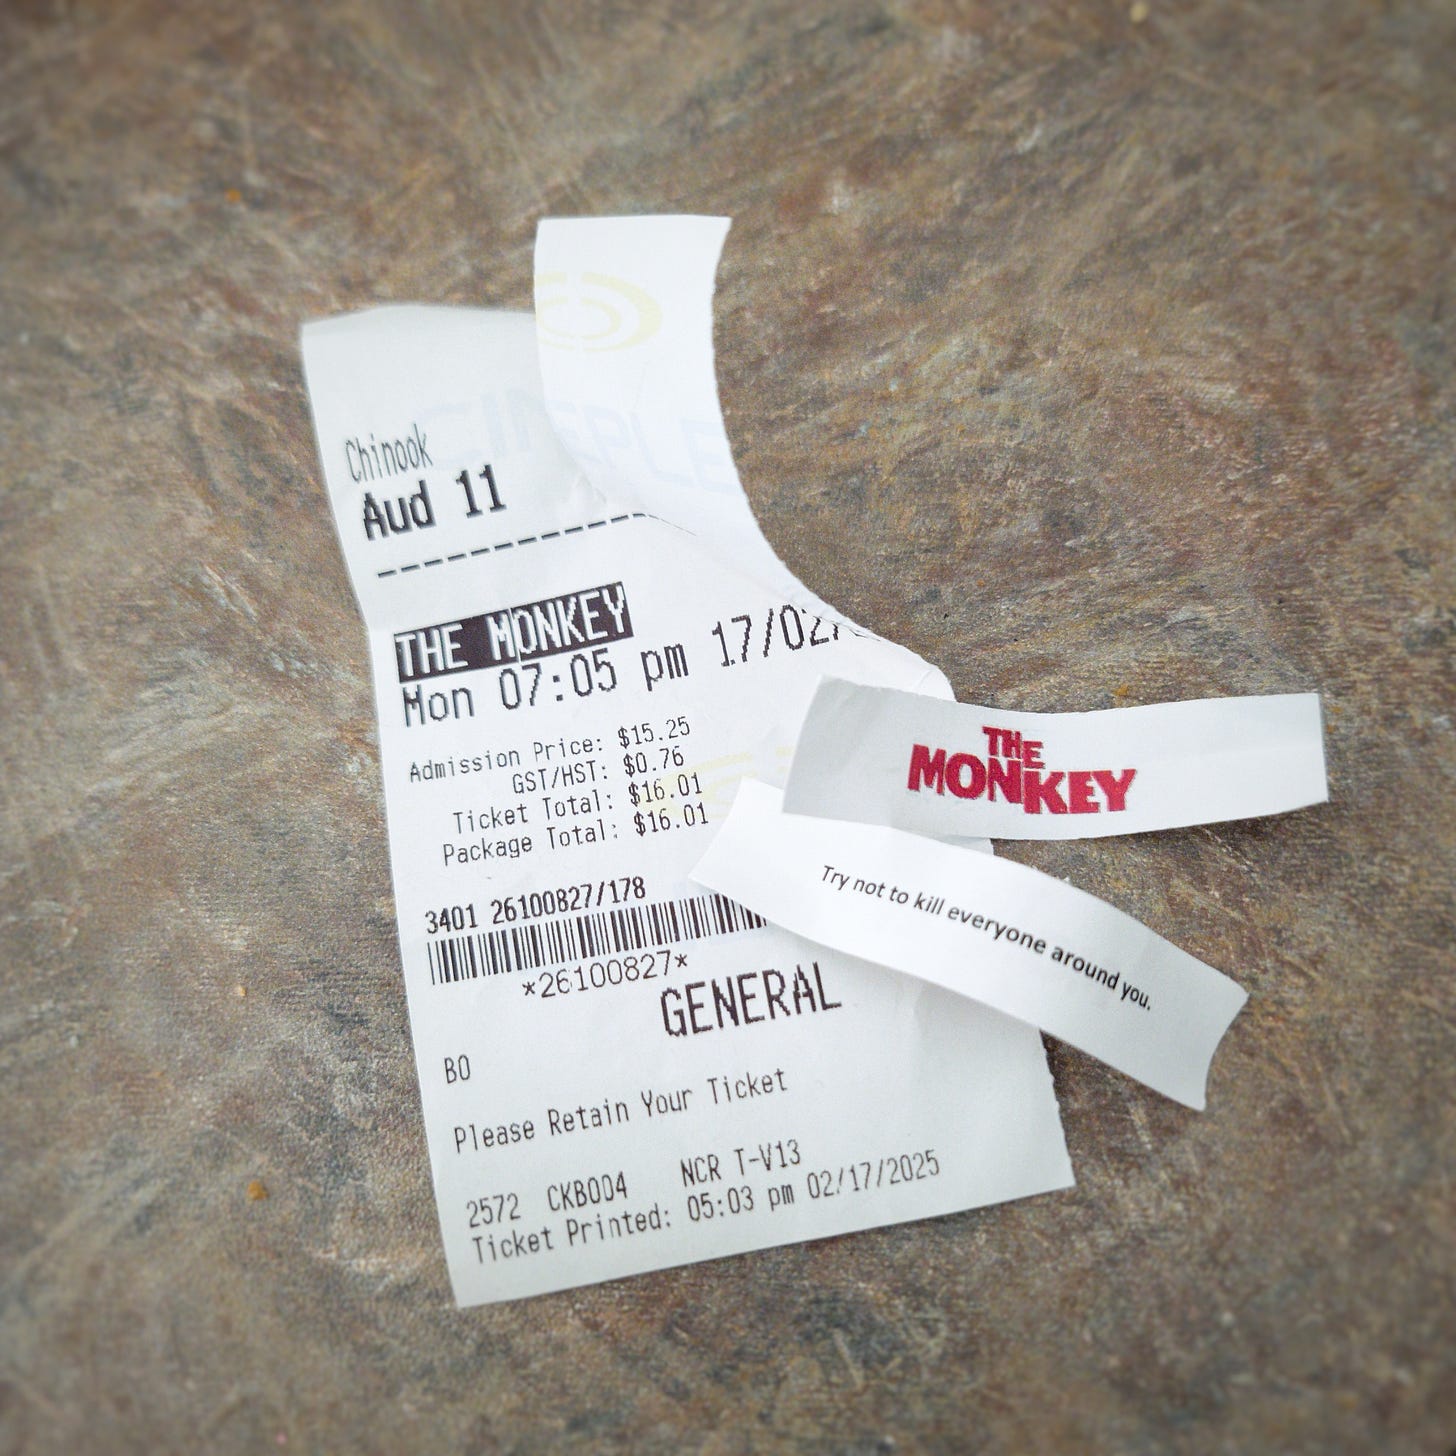 CINEPLE
Chinook
Aud 11
THE MONKEY
Mon 07:05 pm 17/02/
Admission Price: $15.25
GST/HST: $0.76
Ticket Total: $16.01
Package Total: $16.01
3401 26100827/178
*26100827*
GENERAL
BO
Please Retain Your Ticket
2572 CKB004 NCR T-V13
Ticket Printed: 05:03 pm 02/17/2025
THE
MONKEY
Try not to kill everyone around you.